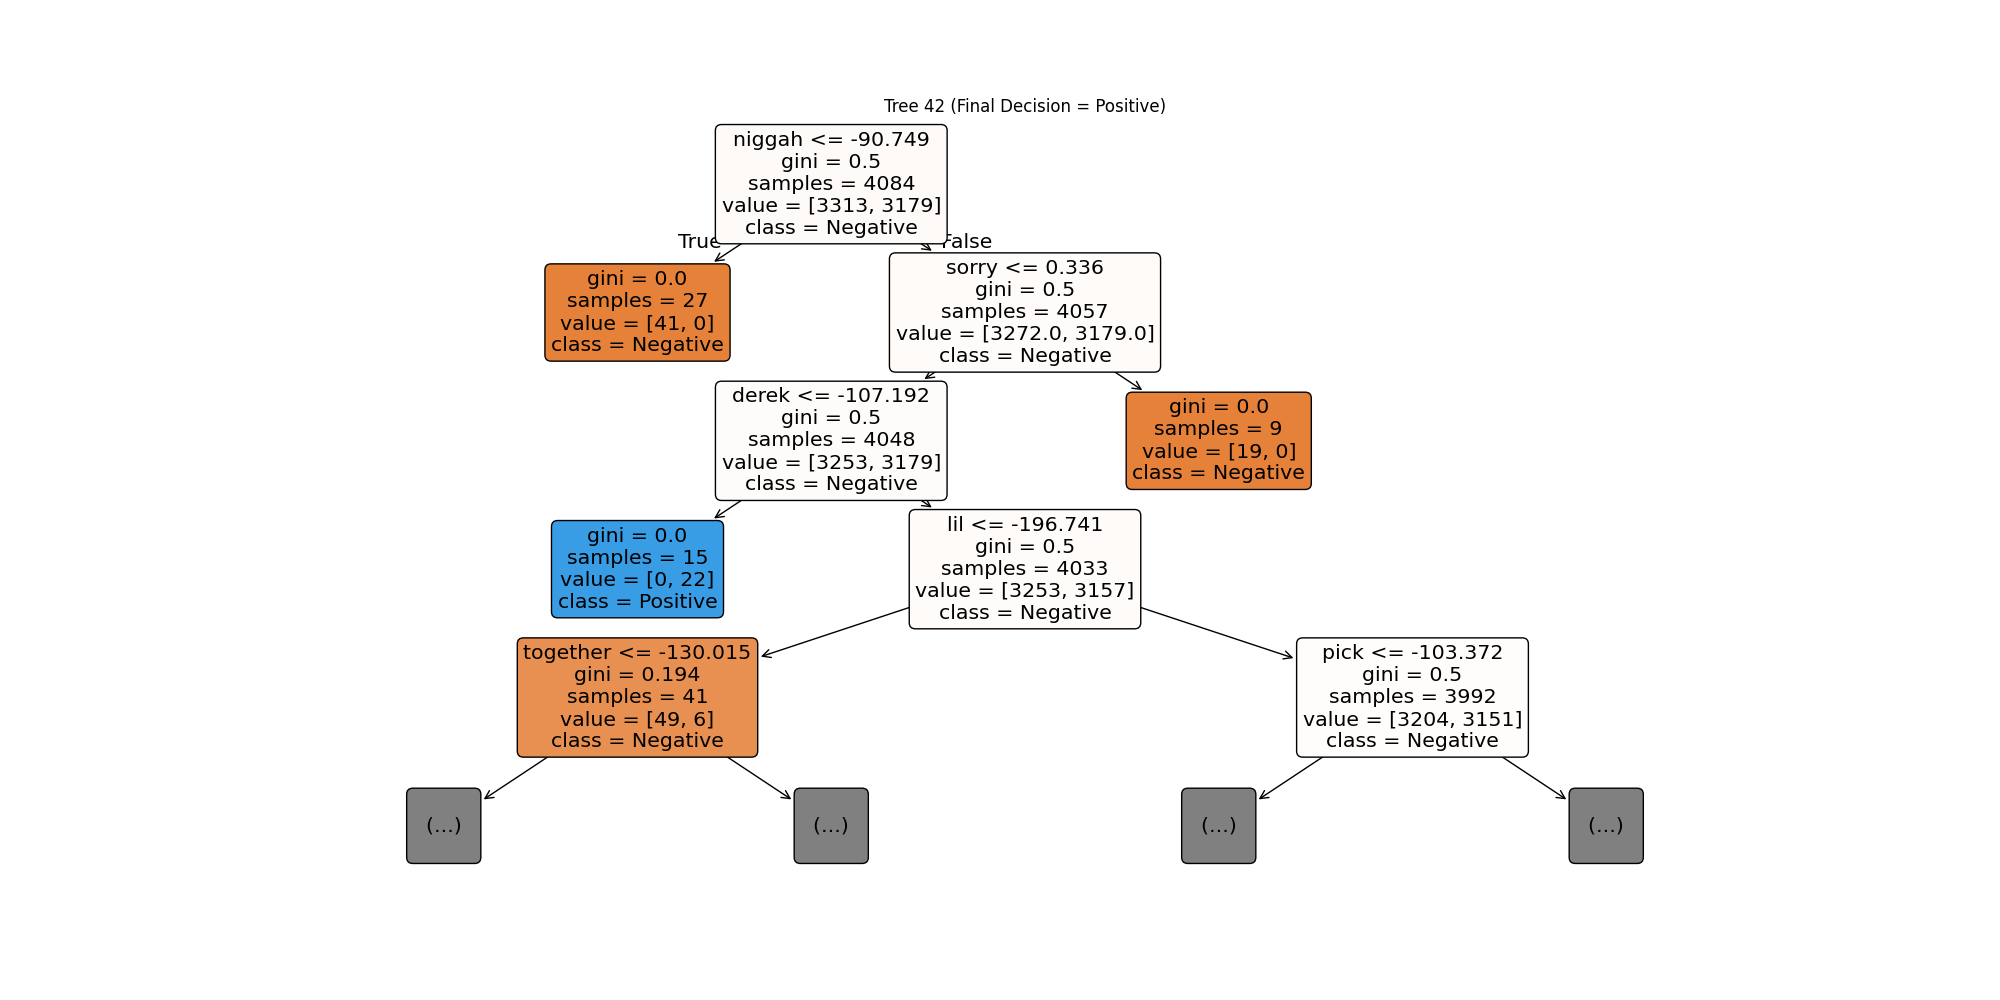 Tree 42 (Final Decision = Positive)
niggah <= -90.749
gini = 0.5
samples = 4084
value = [3313, 3179]
class = Negative
True
False
gini = 0.0
samples = 27
value = [41, 0]
class = Negative
sorry <= 0.336
gini = 0.5
samples = 4057
value = [3272.0, 3179.0]
class = Negative
derek <= -107.192
gini = 0.5
samples = 4048
value = [3253, 3179]
class = Negative
gini = 0.0
samples = 9
value = [19, 0]
class = Negative
gini = 0.0
samples = 15
value = [0, 22]
class = Positive
lil <= -196.741
gini = 0.5
samples = 4033
value = [3253, 3157]
class = Negative
together <= -130.015
gini = 0.194
samples = 41
value = [49, 6]
class = Negative
pick <= -103.372
gini = 0.5
samples = 3992
value = [3204, 3151]
class = Negative
(...)
(...)
(...)
(...)